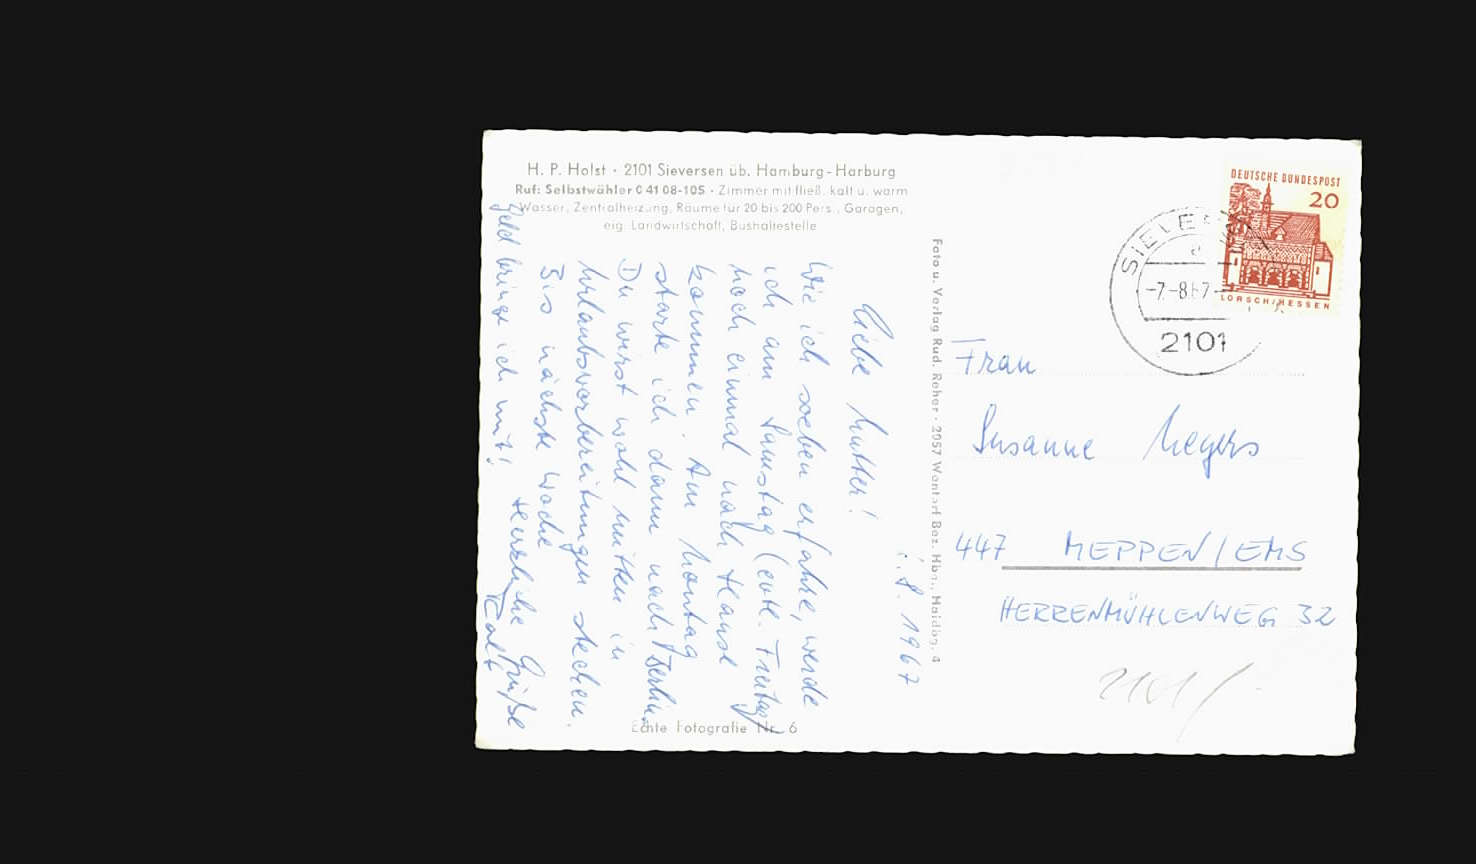 H. P. Holst · 2101 Sieversen üb. Hamburg-Harburg
Ruf: Selbstwähler 0 41 08-105 · Zimmer mit fließ. kalt u. warm
Wasser, Zentralheizung, Räume für 20 bis 200 Pers., Garagen,
eig. Landwirtschaft, Bushaltestelle
8. 1967
Liebe Mutter!
Wie ich soeben erfahre, werde
ich am Samstag (evtl. Freitag)
noch einmal nach Hause
kommen. Am Montag
starte ich dann nach Berlin.
Du wirst wohl mitten in
Urlaubsvorbereitungen stecken.
Bis nächste Woche
Herzliche Grüße
Ralf
Geld bringe ich mit!
Echte Fotografie Nr. 6
Foto u. Verlag Rud. Reher · 2057 Wentorf Bez. Hbg., Haidbg. 4
DEUTSCHE BUNDESPOST
20
LORSCH/HESSEN
SIEVERSEN
-7.-8.67-
2101
Frau
Susanne Meyers
447 MEPPEN/EMS
HERRENMÜHLENWEG 32
2101/